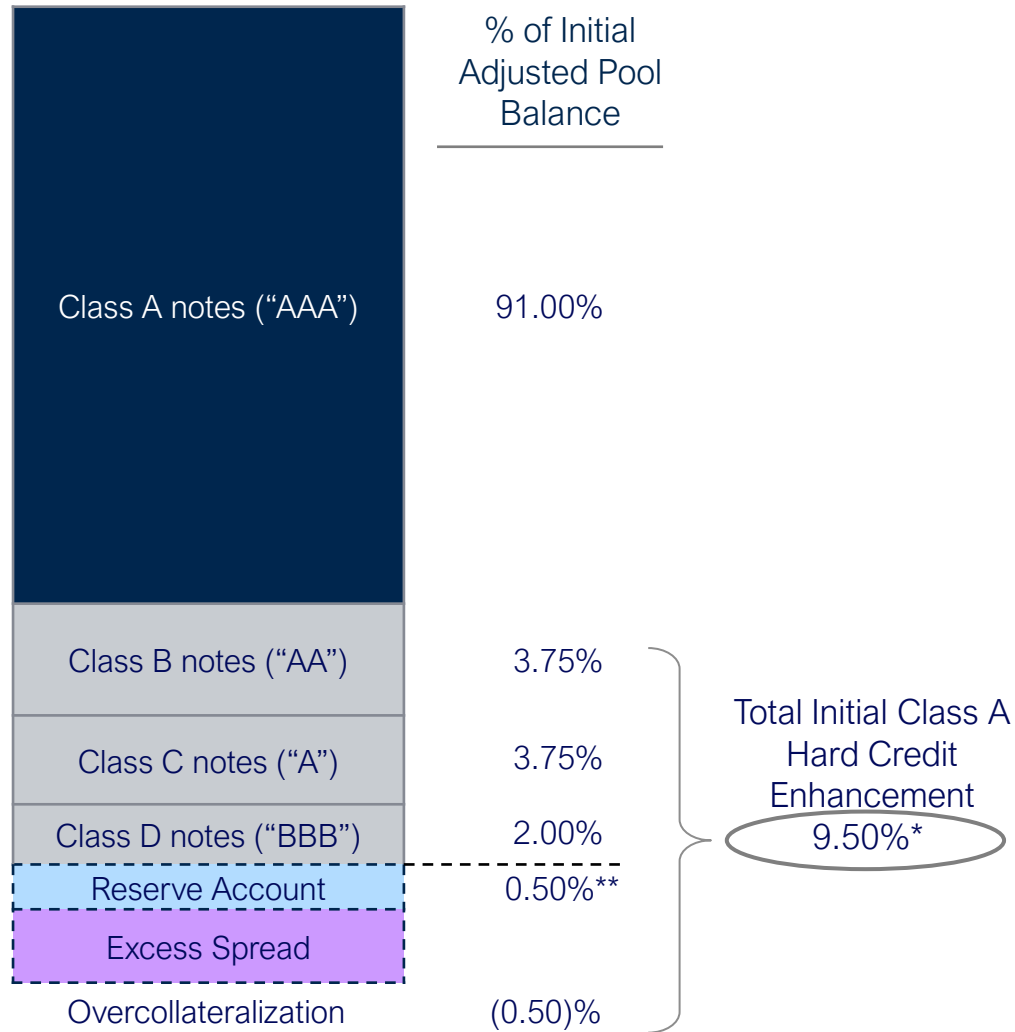 % of Initial
Adjusted Pool
Balance
Class A notes (“AAA”) 91.00%
Class B notes (“AA”) 3.75%
Class C notes (“A”) 3.75%
Class D notes (“BBB”) 2.00%
Reserve Account 0.50%**
Excess Spread
Overcollateralization (0.50)%
Total Initial Class A
Hard Credit
Enhancement
9.50%*